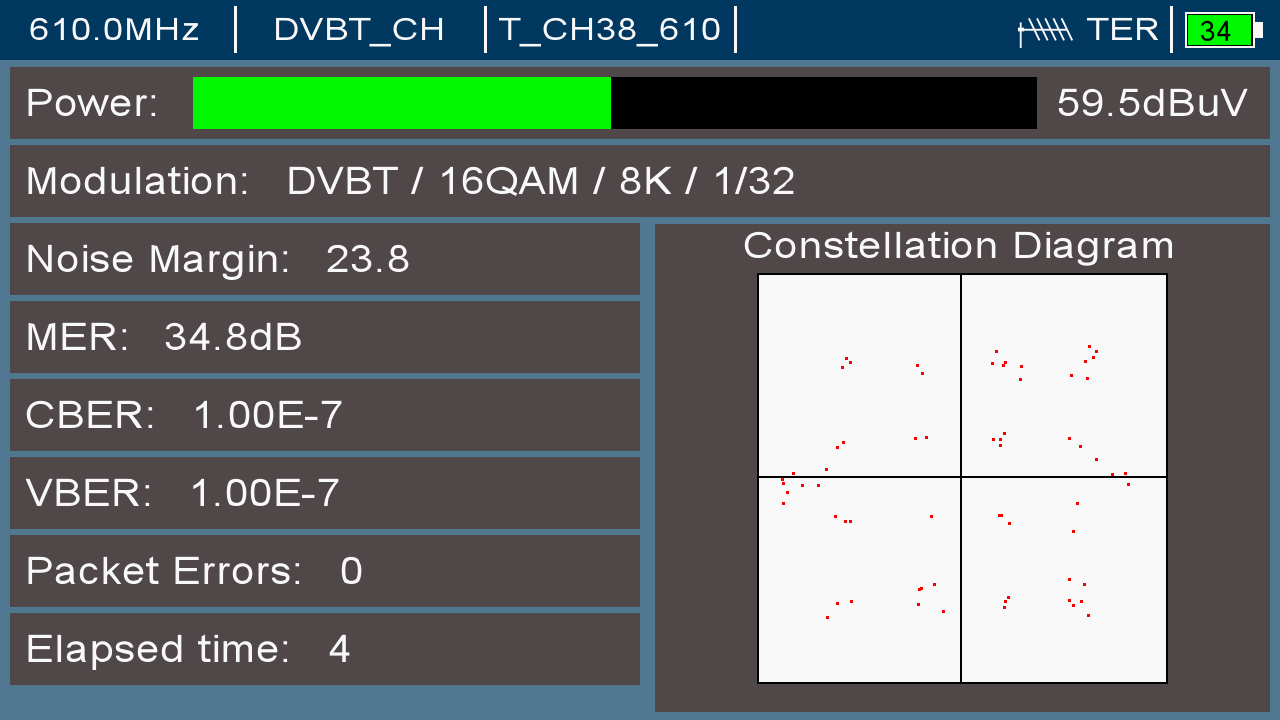 610.0MHz DVBT_CH T_CH38_610 TER 34
Power: 59.5dBuV
Modulation: DVBT / 16QAM / 8K / 1/32
Noise Margin: 23.8
MER: 34.8dB
CBER: 1.00E-7
VBER: 1.00E-7
Packet Errors: 0
Elapsed time: 4
Constellation Diagram